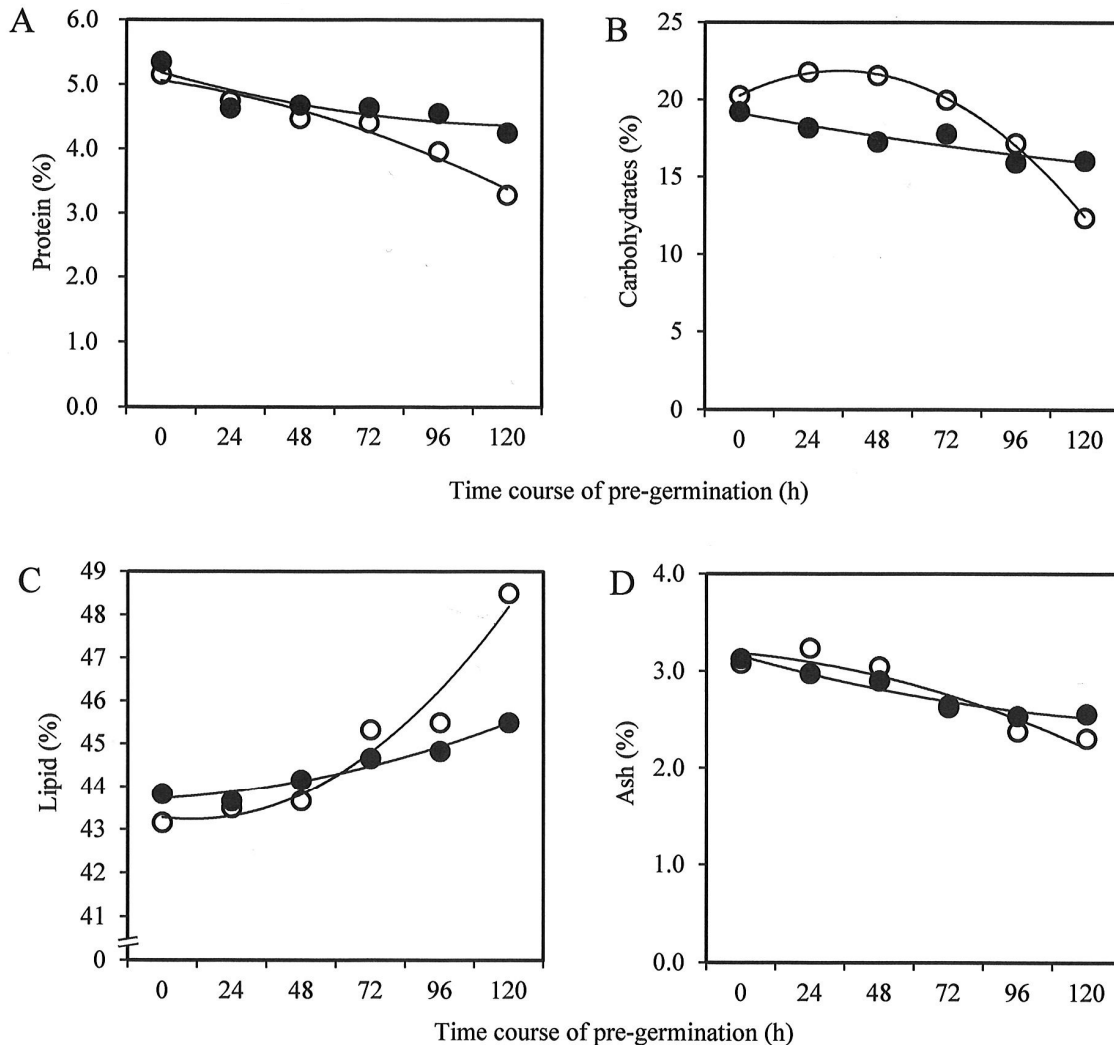 A
Protein (%)
6.0
5.0
4.0
3.0
2.0
1.0
0.0
0 24 48 72 96 120
B
Carbohydrates (%)
25
20
15
10
5
0
0 24 48 72 96 120
Time course of pre-germination (h)
C
Lipid (%)
49
48
47
46
45
44
43
42
41
0
0 24 48 72 96 120
D
Ash (%)
4.0
3.0
2.0
1.0
0.0
0 24 48 72 96 120
Time course of pre-germination (h)